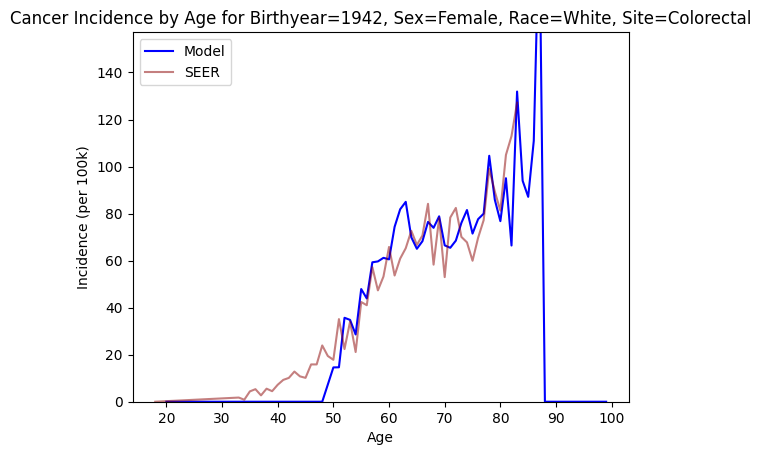 Cancer Incidence by Age for Birthyear=1942, Sex=Female, Race=White, Site=Colorectal
Model
SEER
Incidence (per 100k)
140
120
100
80
60
40
20
0
20 30 40 50 60 70 80 90 100
Age